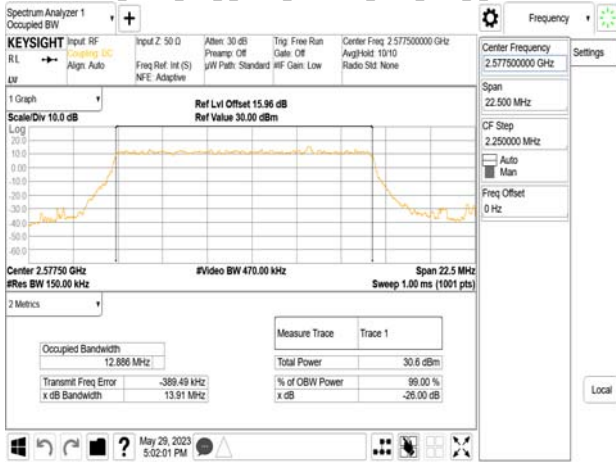 Spectrum Analyzer 1
Occupied BW
+
Frequency
KEYSIGHT
RL
Input: RF
Coupling: DC
Align: Auto
Input Z: 50 Ω
Freq Ref: Int (S)
NFE: Adaptive
Atten: 30 dB
Preamp: Off
µW Path: Standard
Trig: Free Run
Gate: Off
#IF Gain: Low
Center Freq: 2.577500000 GHz
Avg|Hold: 10/10
Radio Std: None
Center Frequency
2.577500000 GHz
Settings
Span
22.500 MHz
CF Step
2.250000 MHz
Auto
Man
Freq Offset
0 Hz
Local
1 Graph
Scale/Div 10.0 dB
Ref Lvl Offset 15.96 dB
Ref Value 30.00 dBm
Log
20.0
10.0
0.00
-10.0
-20.0
-30.0
-40.0
-50.0
-60.0
Center 2.57750 GHz
#Res BW 150.00 kHz
#Video BW 470.00 kHz
Span 22.5 MHz
Sweep 1.00 ms (1001 pts)
2 Metrics
Measure Trace Trace 1
Occupied Bandwidth
12.886 MHz
Total Power 30.6 dBm
Transmit Freq Error -389.49 kHz
% of OBW Power 99.00 %
x dB Bandwidth 13.91 MHz
x dB -26.00 dB
?
May 29, 2023
5:02:01 PM